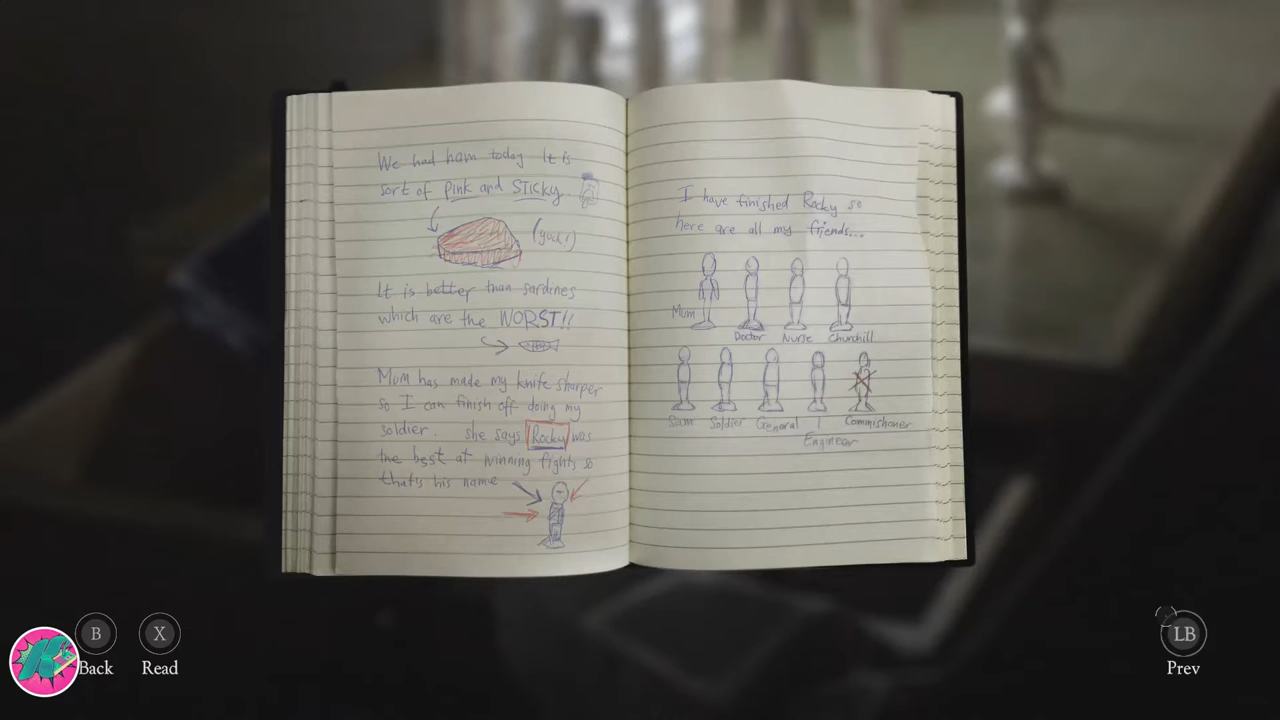 We had ham today It is
sort of Pink and STICKY.
(yuck!)
It is better than sardines
which are the WORST!!
Mum has made my knife sharper
so I can finish off doing my
soldier. She says Rocky was
the best at winning fights so
that's his name
I have finished Rocky so
here are all my friends...
Mum
Doctor Nurse Churchill
Sam Soldier General Commishoner
Engineer
B
Back
X
Read
LB
Prev